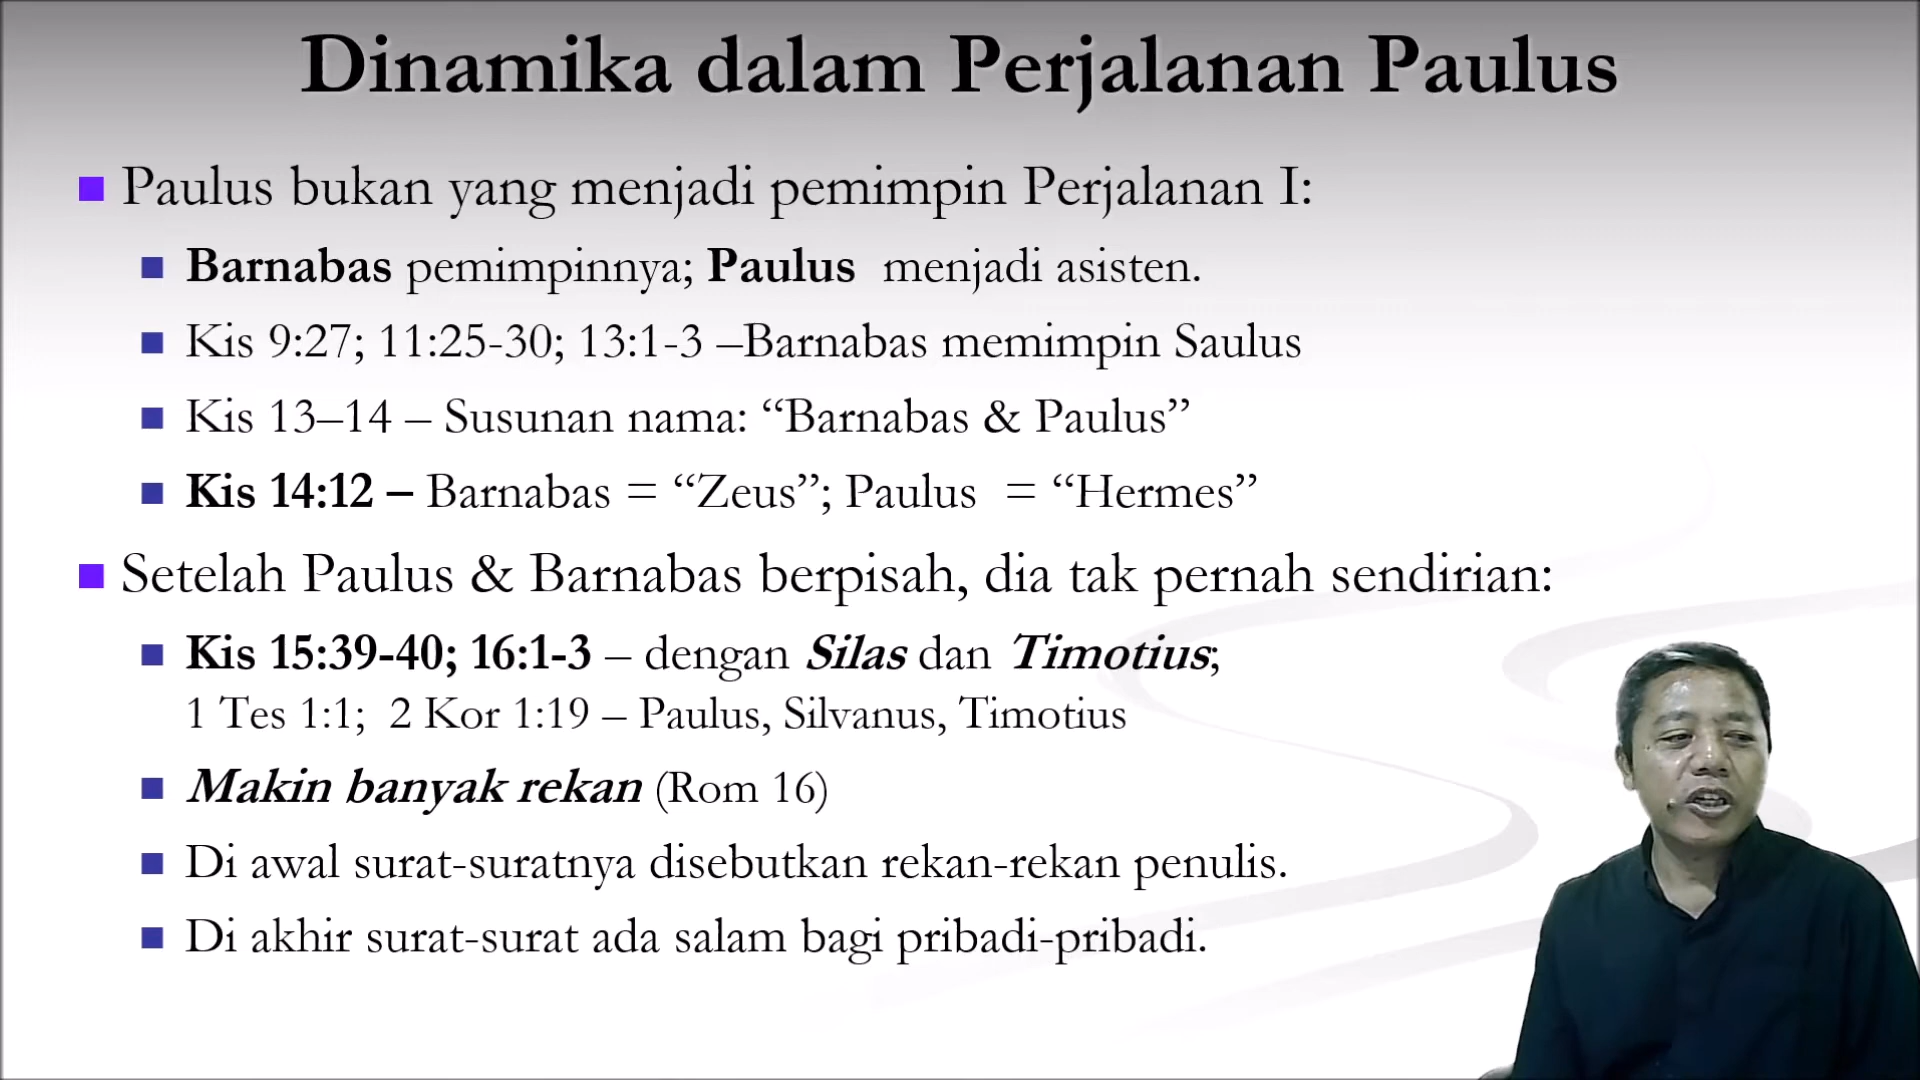 Dinamika dalam Perjalanan Paulus
Paulus bukan yang menjadi pemimpin Perjalanan I:
Barnabas pemimpinnya; Paulus menjadi asisten.
Kis 9:27; 11:25-30; 13:1-3 –Barnabas memimpin Saulus
Kis 13–14 – Susunan nama: “Barnabas & Paulus”
Kis 14:12 – Barnabas = “Zeus”; Paulus = “Hermes”
Setelah Paulus & Barnabas berpisah, dia tak pernah sendirian:
Kis 15:39-40; 16:1-3 – dengan Silas dan Timotius;
1 Tes 1:1; 2 Kor 1:19 – Paulus, Silvanus, Timotius
Makin banyak rekan (Rom 16)
Di awal surat-suratnya disebutkan rekan-rekan penulis.
Di akhir surat-surat ada salam bagi pribadi-pribadi.